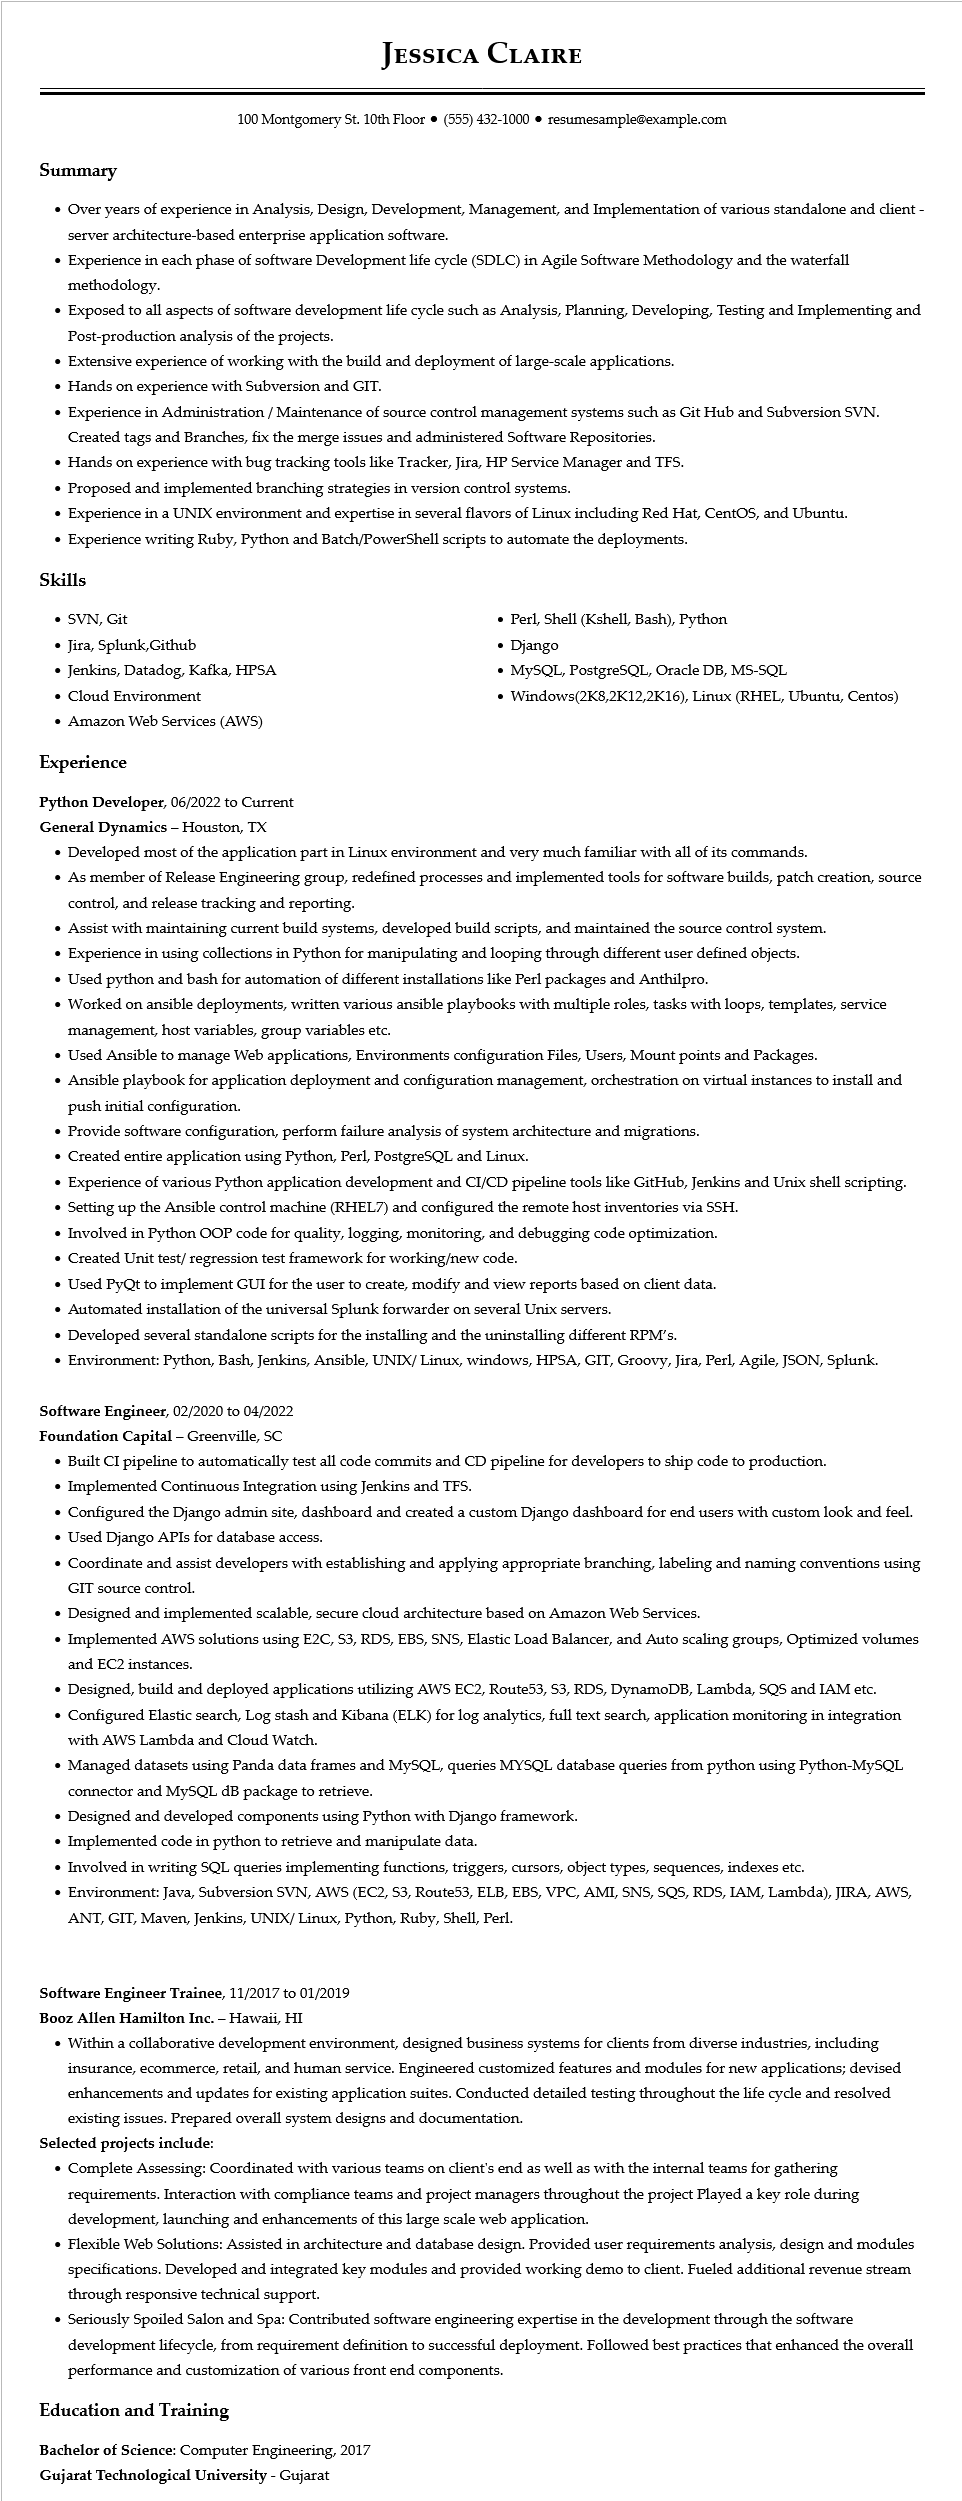 Jessica Claire
100 Montgomery St. 10th Floor ● (555) 432-1000 ● resumesample@example.com
Summary
• Over years of experience in Analysis, Design, Development, Management, and Implementation of various standalone and client -
server architecture-based enterprise application software.
• Experience in each phase of software Development life cycle (SDLC) in Agile Software Methodology and the waterfall
methodology.
• Exposed to all aspects of software development life cycle such as Analysis, Planning, Developing, Testing and Implementing and
Post-production analysis of the projects.
• Extensive experience of working with the build and deployment of large-scale applications.
• Hands on experience with Subversion and GIT.
• Experience in Administration / Maintenance of source control management systems such as Git Hub and Subversion SVN.
Created tags and Branches, fix the merge issues and administered Software Repositories.
• Hands on experience with bug tracking tools like Tracker, Jira, HP Service Manager and TFS.
• Proposed and implemented branching strategies in version control systems.
• Experience in a UNIX environment and expertise in several flavors of Linux including Red Hat, CentOS, and Ubuntu.
• Experience writing Ruby, Python and Batch/PowerShell scripts to automate the deployments.
Skills
• SVN, Git
• Jira, Splunk,Github
• Jenkins, Datadog, Kafka, HPSA
• Cloud Environment
• Amazon Web Services (AWS)
• Perl, Shell (Kshell, Bash), Python
• Django
• MySQL, PostgreSQL, Oracle DB, MS-SQL
• Windows(2K8,2K12,2K16), Linux (RHEL, Ubuntu, Centos)
Experience
Python Developer, 06/2022 to Current
General Dynamics – Houston, TX
• Developed most of the application part in Linux environment and very much familiar with all of its commands.
• As member of Release Engineering group, redefined processes and implemented tools for software builds, patch creation, source
control, and release tracking and reporting.
• Assist with maintaining current build systems, developed build scripts, and maintained the source control system.
• Experience in using collections in Python for manipulating and looping through different user defined objects.
• Used python and bash for automation of different installations like Perl packages and Anthilpro.
• Worked on ansible deployments, written various ansible playbooks with multiple roles, tasks with loops, templates, service
management, host variables, group variables etc.
• Used Ansible to manage Web applications, Environments configuration Files, Users, Mount points and Packages.
• Ansible playbook for application deployment and configuration management, orchestration on virtual instances to install and
push initial configuration.
• Provide software configuration, perform failure analysis of system architecture and migrations.
• Created entire application using Python, Perl, PostgreSQL and Linux.
• Experience of various Python application development and CI/CD pipeline tools like GitHub, Jenkins and Unix shell scripting.
• Setting up the Ansible control machine (RHEL7) and configured the remote host inventories via SSH.
• Involved in Python OOP code for quality, logging, monitoring, and debugging code optimization.
• Created Unit test/ regression test framework for working/new code.
• Used PyQt to implement GUI for the user to create, modify and view reports based on client data.
• Automated installation of the universal Splunk forwarder on several Unix servers.
• Developed several standalone scripts for the installing and the uninstalling different RPM’s.
• Environment: Python, Bash, Jenkins, Ansible, UNIX/ Linux, windows, HPSA, GIT, Groovy, Jira, Perl, Agile, JSON, Splunk.
Software Engineer, 02/2020 to 04/2022
Foundation Capital – Greenville, SC
• Built CI pipeline to automatically test all code commits and CD pipeline for developers to ship code to production.
• Implemented Continuous Integration using Jenkins and TFS.
• Configured the Django admin site, dashboard and created a custom Django dashboard for end users with custom look and feel.
• Used Django APIs for database access.
• Coordinate and assist developers with establishing and applying appropriate branching, labeling and naming conventions using
GIT source control.
• Designed and implemented scalable, secure cloud architecture based on Amazon Web Services.
• Implemented AWS solutions using E2C, S3, RDS, EBS, SNS, Elastic Load Balancer, and Auto scaling groups, Optimized volumes
and EC2 instances.
• Designed, build and deployed applications utilizing AWS EC2, Route53, S3, RDS, DynamoDB, Lambda, SQS and IAM etc.
• Configured Elastic search, Log stash and Kibana (ELK) for log analytics, full text search, application monitoring in integration
with AWS Lambda and Cloud Watch.
• Managed datasets using Panda data frames and MySQL, queries MYSQL database queries from python using Python-MySQL
connector and MySQL dB package to retrieve.
• Designed and developed components using Python with Django framework.
• Implemented code in python to retrieve and manipulate data.
• Involved in writing SQL queries implementing functions, triggers, cursors, object types, sequences, indexes etc.
• Environment: Java, Subversion SVN, AWS (EC2, S3, Route53, ELB, EBS, VPC, AMI, SNS, SQS, RDS, IAM, Lambda), JIRA, AWS,
ANT, GIT, Maven, Jenkins, UNIX/ Linux, Python, Ruby, Shell, Perl.
Software Engineer Trainee, 11/2017 to 01/2019
Booz Allen Hamilton Inc. – Hawaii, HI
• Within a collaborative development environment, designed business systems for clients from diverse industries, including
insurance, ecommerce, retail, and human service. Engineered customized features and modules for new applications; devised
enhancements and updates for existing application suites. Conducted detailed testing throughout the life cycle and resolved
existing issues. Prepared overall system designs and documentation.
Selected projects include:
• Complete Assessing: Coordinated with various teams on client's end as well as with the internal teams for gathering
requirements. Interaction with compliance teams and project managers throughout the project Played a key role during
development, launching and enhancements of this large scale web application.
• Flexible Web Solutions: Assisted in architecture and database design. Provided user requirements analysis, design and modules
specifications. Developed and integrated key modules and provided working demo to client. Fueled additional revenue stream
through responsive technical support.
• Seriously Spoiled Salon and Spa: Contributed software engineering expertise in the development through the software
development lifecycle, from requirement definition to successful deployment. Followed best practices that enhanced the overall
performance and customization of various front end components.
Education and Training
Bachelor of Science: Computer Engineering, 2017
Gujarat Technological University - Gujarat